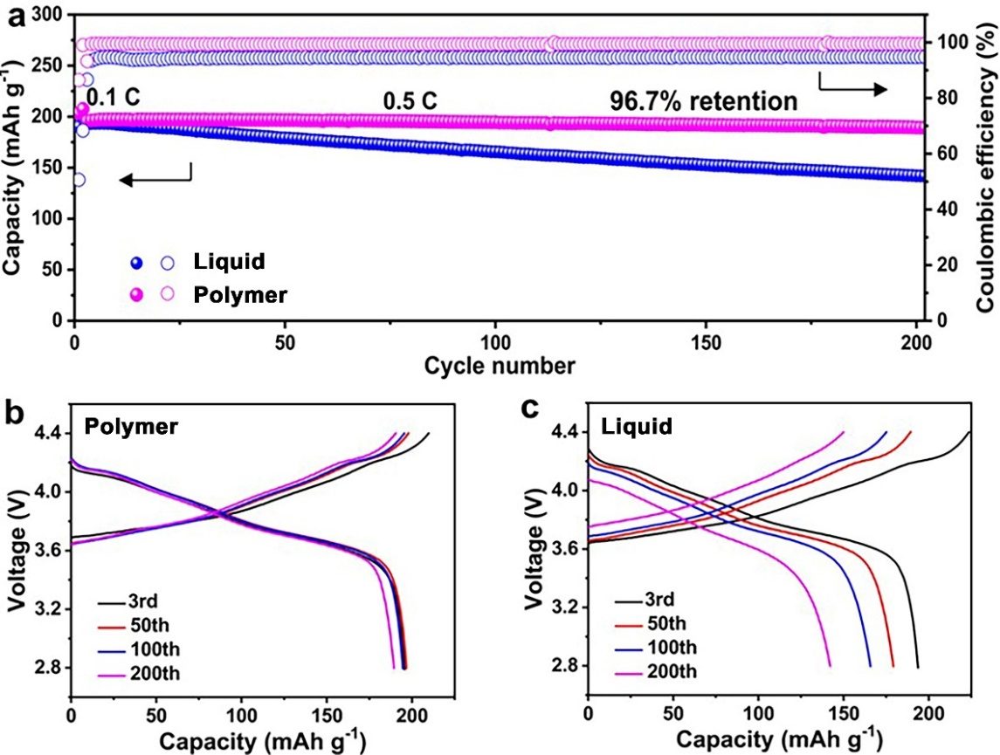 a
300
250
200
150
100
50
0
Capacity (mAh g⁻¹)
0.1 C
0.5 C
96.7% retention
Liquid
Polymer
100
80
60
40
20
0
Coulombic efficiency (%)
0 50 100 150 200
Cycle number
b
Polymer
4.4
4.0
3.6
3.2
2.8
Voltage (V)
3rd
50th
100th
200th
0 50 100 150 200
Capacity (mAh g⁻¹)
c
Liquid
4.4
4.0
3.6
3.2
2.8
Voltage (V)
3rd
50th
100th
200th
0 50 100 150 200
Capacity (mAh g⁻¹)